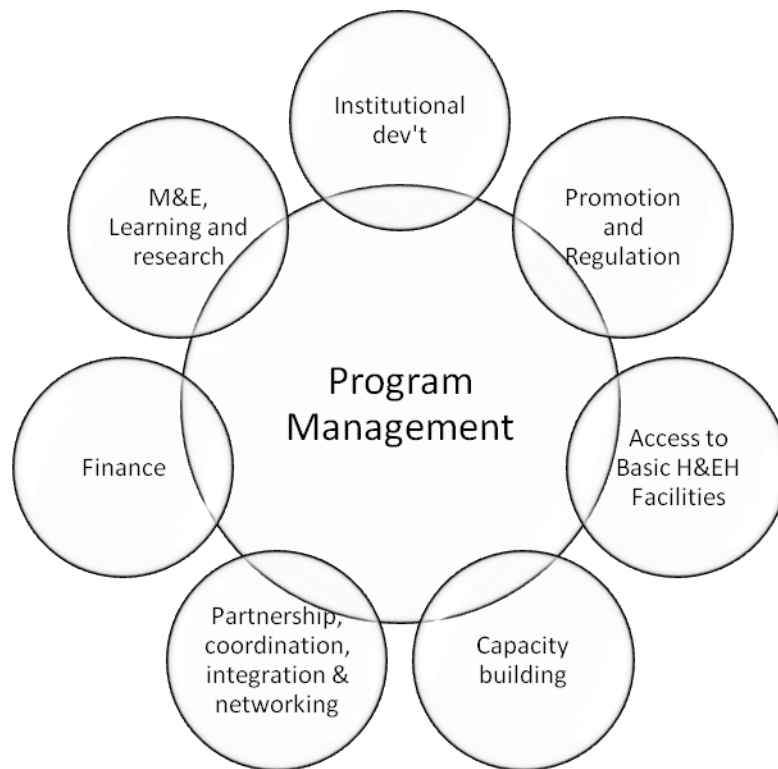 Institutional
dev't
Promotion
and
Regulation
Access to
Basic H&EH
Facilities
Capacity
building
Partnership,
coordination,
integration &
networking
Finance
M&E,
Learning and
research
Program
Management